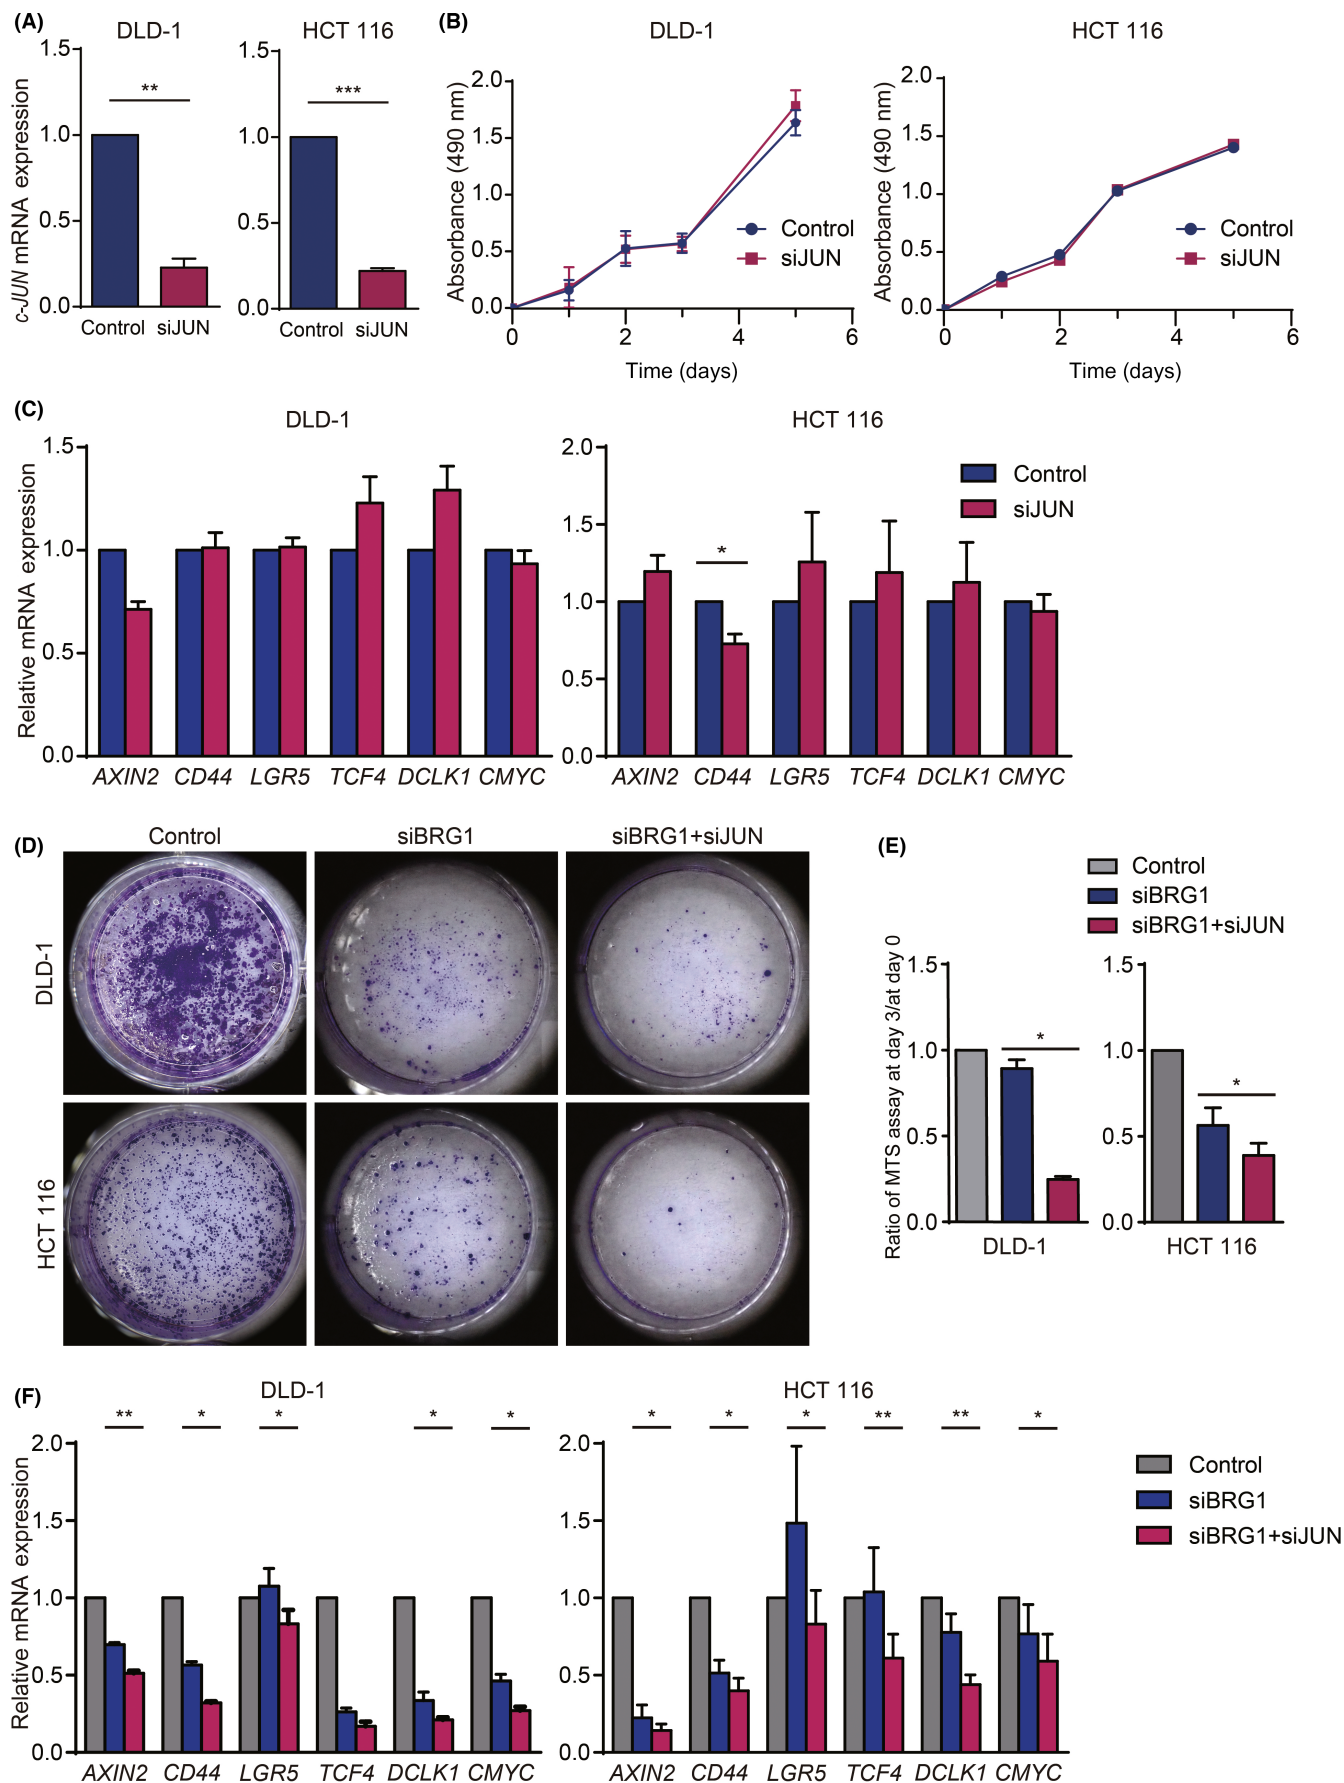 (A)
DLD-1
HCT 116
c-JUN mRNA expression
1.5
1.0
0.5
0.0
**
Control siJUN
1.5
1.0
0.5
0.0
***
Control siJUN
(B)
DLD-1
HCT 116
Absorbance (490 nm)
2.0
1.5
1.0
0.5
0.0
0 2 4 6
Time (days)
Control
siJUN
Absorbance (490 nm)
2.0
1.5
1.0
0.5
0.0
0 2 4 6
Time (days)
Control
siJUN
(C)
DLD-1
HCT 116
Relative mRNA expression
1.5
1.0
0.5
0.0
AXIN2 CD44 LGR5 TCF4 DCLK1 CMYC
2.0
1.5
1.0
0.5
0.0
*
AXIN2 CD44 LGR5 TCF4 DCLK1 CMYC
Control
siJUN
(D)
Control siBRG1 siBRG1+siJUN
DLD-1
HCT 116
(E)
Control
siBRG1
siBRG1+siJUN
Ratio of MTS assay at day 3/at day 0
1.5
1.0
0.5
0.0
*
DLD-1
1.5
1.0
0.5
0.0
*
HCT 116
(F)
DLD-1
HCT 116
Relative mRNA expression
** * * * *
2.0
1.5
1.0
0.5
0.0
AXIN2 CD44 LGR5 TCF4 DCLK1 CMYC
* * * ** ** *
2.0
1.5
1.0
0.5
0.0
AXIN2 CD44 LGR5 TCF4 DCLK1 CMYC
Control
siBRG1
siBRG1+siJUN